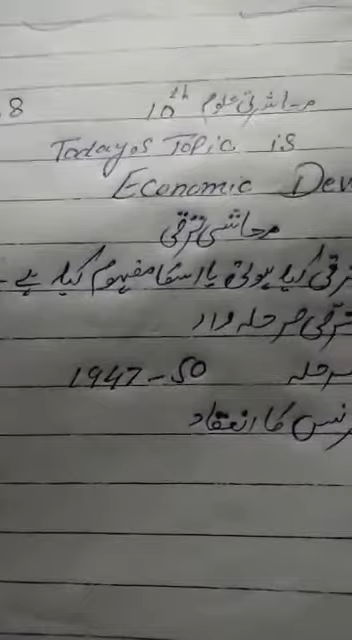 8
10th معاشرتی علوم
Todayos Topic is
Economic Dev
معاشی ترقی
ترقی کیا ہوتی یا اسکا مفہوم کیا ہے -
ترقی مرحلہ وار
مرحلہ 1947-50
کا انعقاد